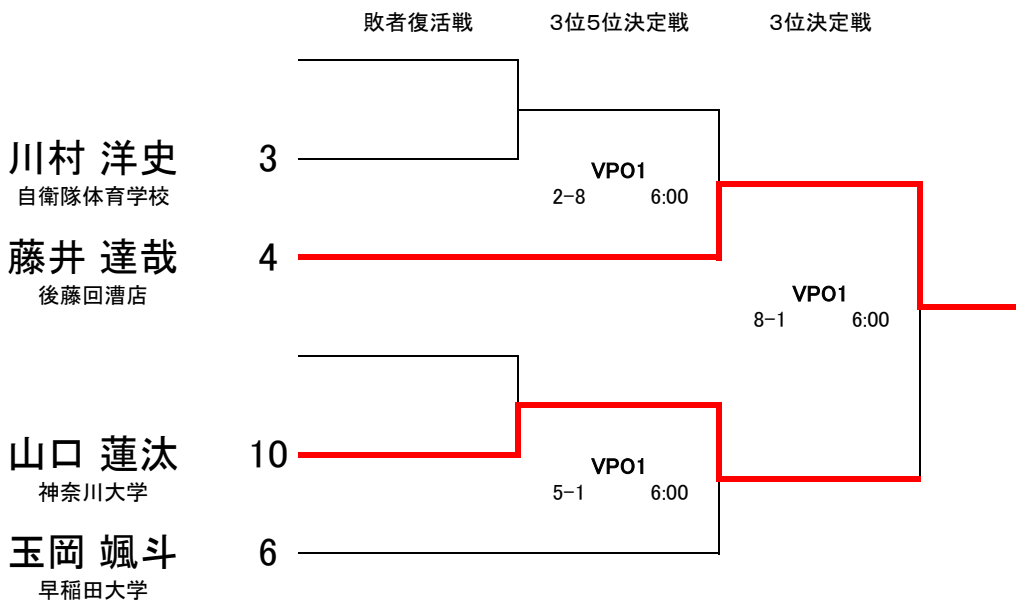 敗者復活戦 3位5位決定戦 3位決定戦
川村 洋史 3
自衛隊体育学校
VPO1
2-8 6:00
藤井 達哉 4
後藤回漕店
VPO1
8-1 6:00
山口 蓮汰 10
神奈川大学
VPO1
5-1 6:00
玉岡 颯斗 6
早稲田大学